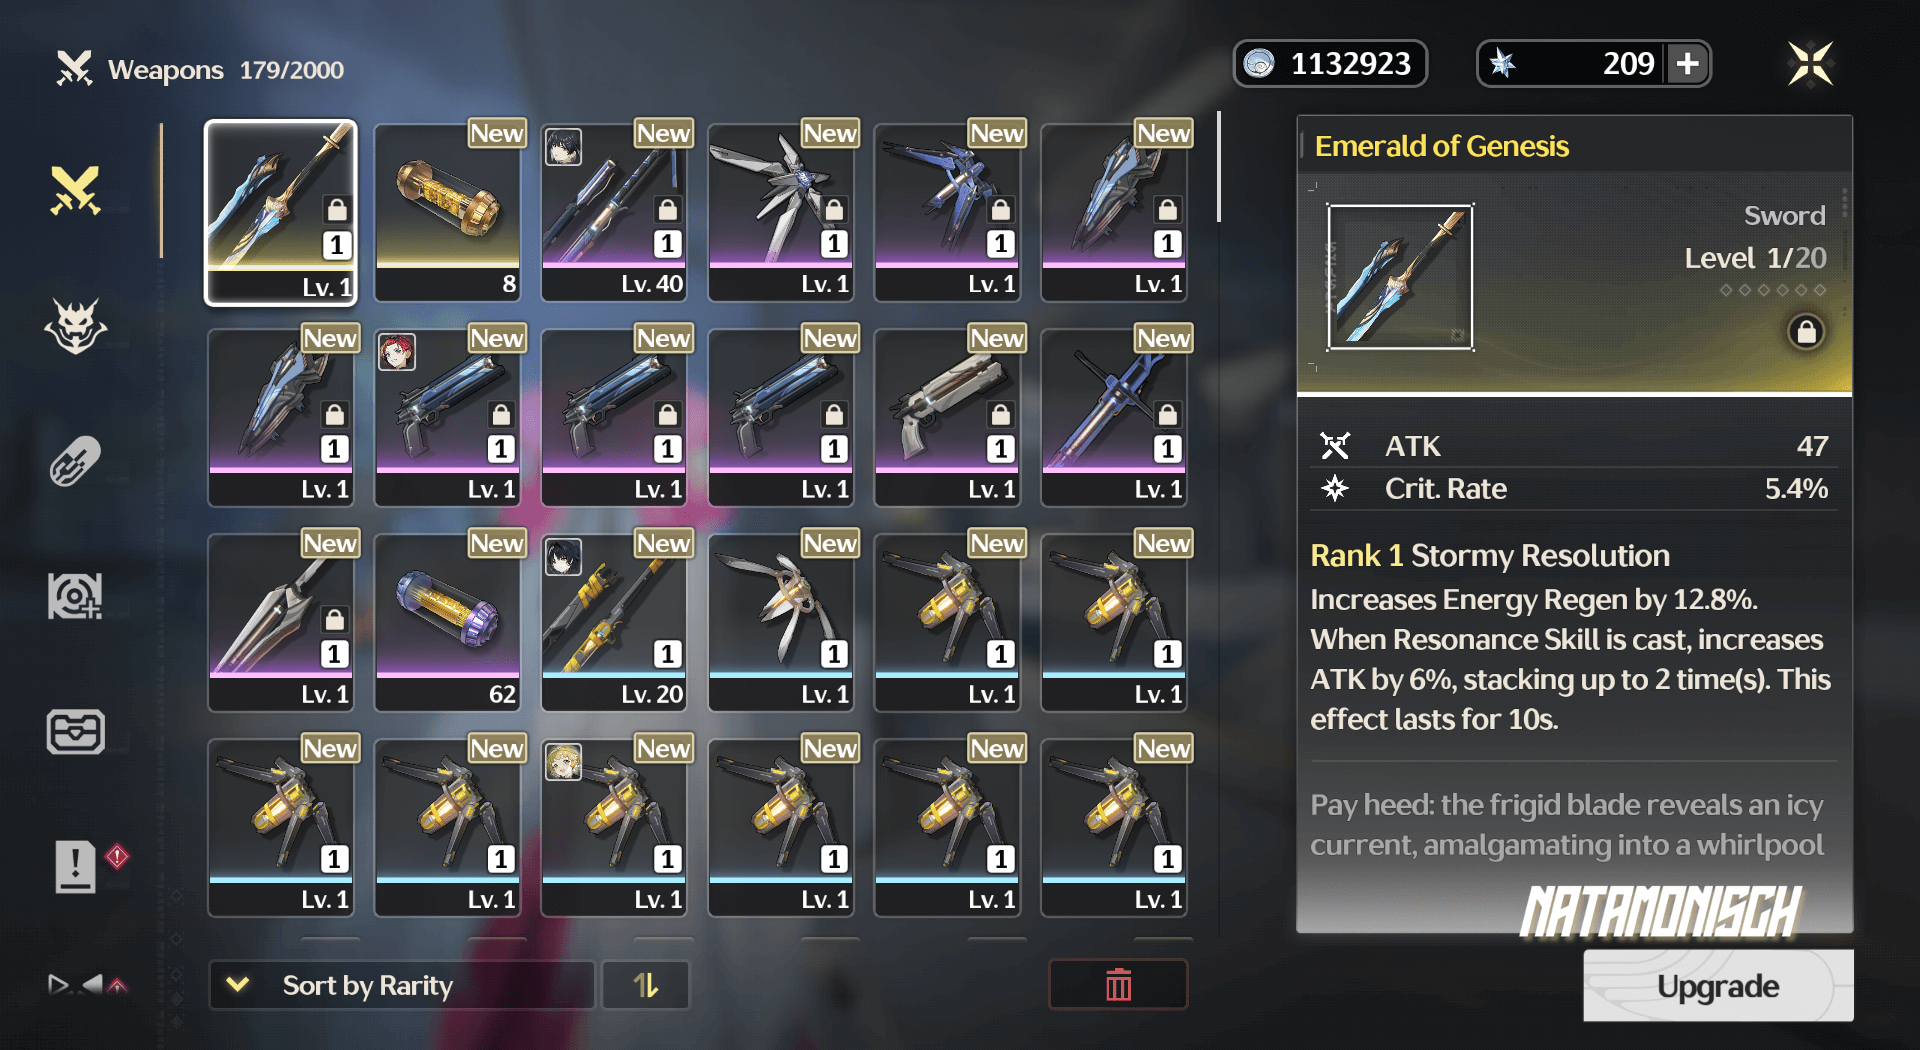 Weapons 179/2000
1132923
209
New
New
New
New
New
1
1
1
1
1
Lv. 1
8
Lv. 40
Lv. 1
Lv. 1
Lv. 1
New
New
New
New
New
New
1
1
1
1
1
1
Lv. 1
Lv. 1
Lv. 1
Lv. 1
Lv. 1
Lv. 1
New
New
New
New
New
New
1
1
1
1
1
Lv. 1
62
Lv. 20
Lv. 1
Lv. 1
Lv. 1
New
New
New
New
New
New
1
1
1
1
1
1
Lv. 1
Lv. 1
Lv. 1
Lv. 1
Lv. 1
Lv. 1
Sort by Rarity
Emerald of Genesis
Sword
Level 1/20
ATK 47
Crit. Rate 5.4%
Rank 1 Stormy Resolution
Increases Energy Regen by 12.8%.
When Resonance Skill is cast, increases
ATK by 6%, stacking up to 2 time(s). This
effect lasts for 10s.
Pay heed: the frigid blade reveals an icy
current, amalgamating into a whirlpool
NATAMONISCH
Upgrade